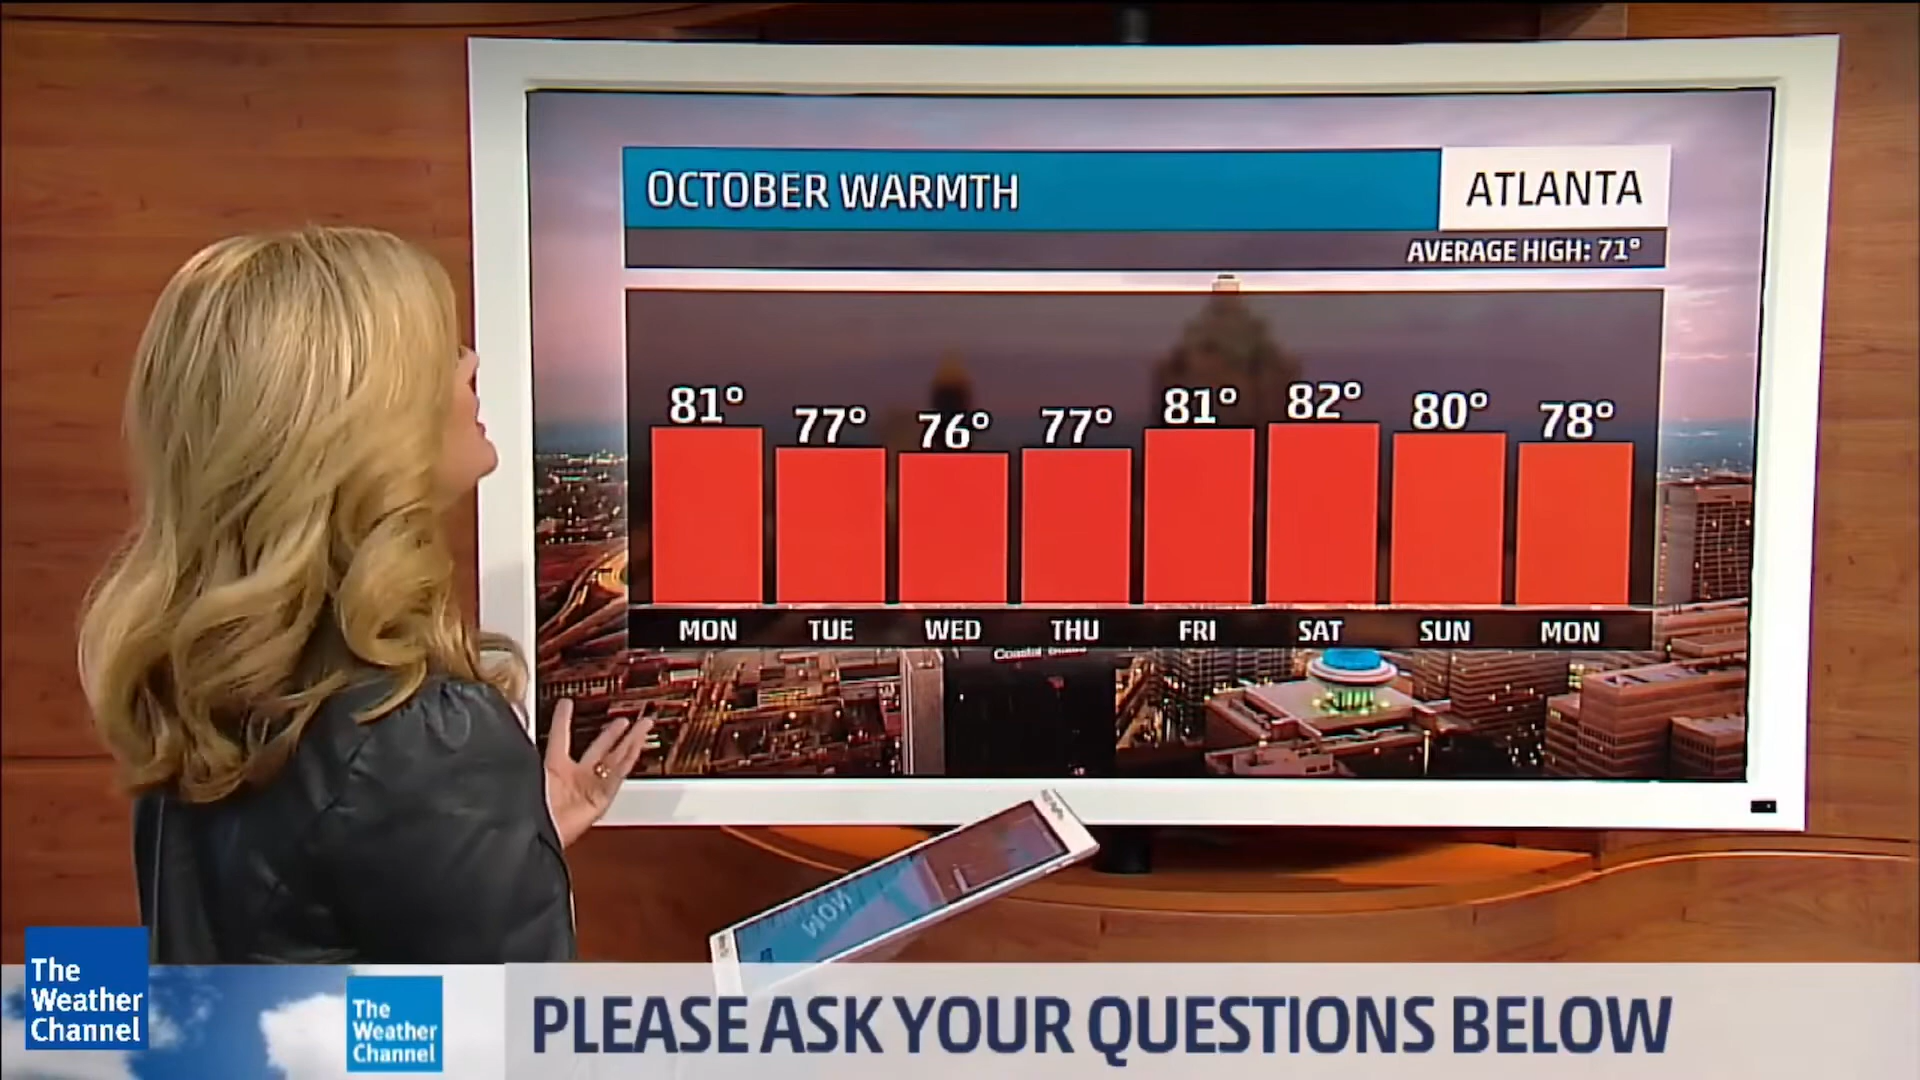 OCTOBER WARMTH
ATLANTA
AVERAGE HIGH: 71°
81° 77° 76° 77° 81° 82° 80° 78°
MON TUE WED THU FRI SAT SUN MON
Coastal
The
Weather
Channel
The
Weather
Channel
PLEASE ASK YOUR QUESTIONS BELOW